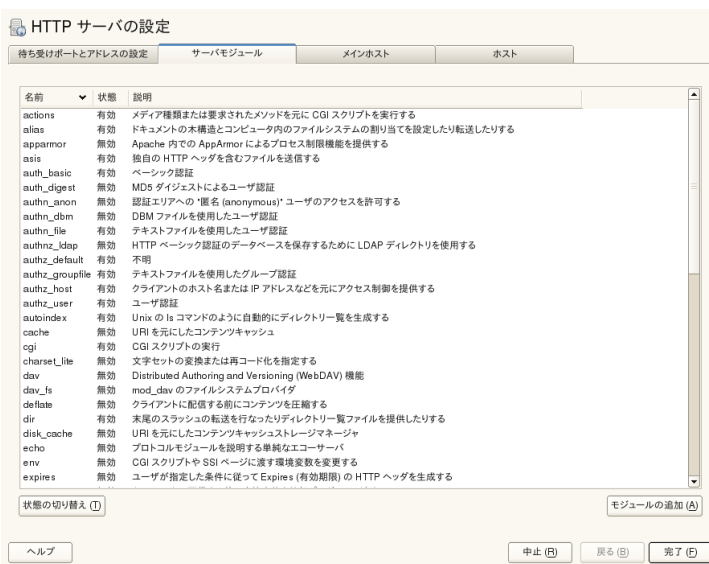 HTTP サーバの設定
待ち受けポートとアドレスの設定 サーバモジュール メインホスト ホスト
名前 状態 説明
actions 有効 メディア種類または要求されたメソッドを元に CGI スクリプトを実行する
alias 有効 ドキュメントの木構造とコンピュータ内のファイルシステムの割り当てを設定したり転送したりする
apparmor 無効 Apache 内での AppArmor によるプロセス制限機能を提供する
asis 有効 独自の HTTP ヘッダを含むファイルを送信する
auth_basic 有効 ベーシック認証
auth_digest 無効 MD5 ダイジェストによるユーザ認証
authn_anon 無効 認証エリアへの "匿名 (anonymous)" ユーザのアクセスを許可する
authn_dbm 無効 DBM ファイルを使用したユーザ認証
authn_file 有効 テキストファイルを使用したユーザ認証
authnz_ldap 無効 HTTP ベーシック認証のデータベースを保存するために LDAP ディレクトリを使用する
authz_default 有効 不明
authz_groupfile 有効 テキストファイルを使用したグループ認証
authz_host 有効 クライアントのホスト名または IP アドレスなどを元にアクセス制御を提供する
authz_user 有効 ユーザ認証
autoindex 有効 Unix の ls コマンドのように自動的にディレクトリ一覧を生成する
cache 無効 URI を元にしたコンテンツキャッシュ
cgi 有効 CGI スクリプトの実行
charset_lite 無効 文字セットの変換または再コード化を指定する
dav 無効 Distributed Authoring and Versioning (WebDAV) 機能
dav_fs 無効 mod_dav のファイルシステムプロバイダ
deflate 無効 クライアントに配信する前にコンテンツを圧縮する
dir 有効 末尾のスラッシュの転送を行なったりディレクトリ一覧ファイルを提供したりする
disk_cache 無効 URI を元にしたコンテンツキャッシュストレージマネージャ
echo 無効 プロトコルモジュールを説明する単純なエコーサーバ
env 無効 CGI スクリプトや SSI ページに渡す環境変数を変更する
expires 無効 ユーザが指定した条件に従って Expires (有効期限) の HTTP ヘッダを生成する
状態の切り替え (T) モジュールの追加 (A)
ヘルプ 中止 (R) 戻る (B) 完了 (F)